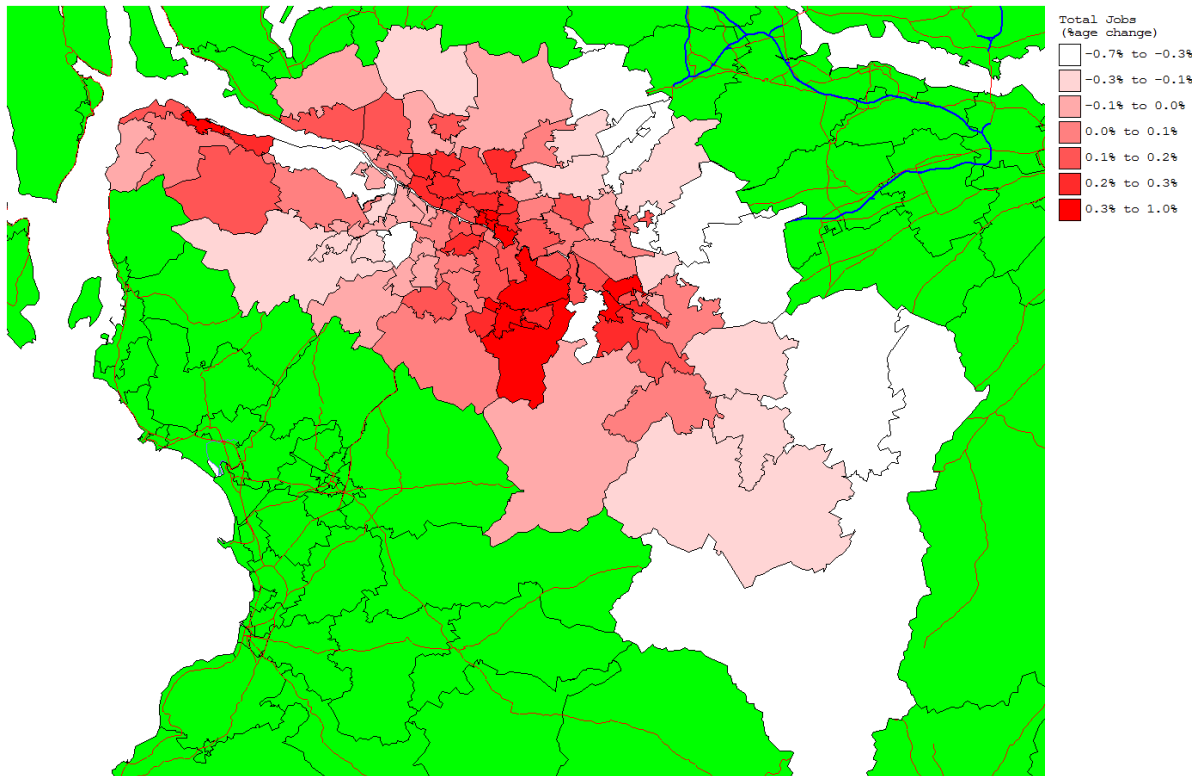 Total Jobs
(%age change)
-0.7% to -0.3%
-0.3% to -0.1%
-0.1% to 0.0%
0.0% to 0.1%
0.1% to 0.2%
0.2% to 0.3%
0.3% to 1.0%